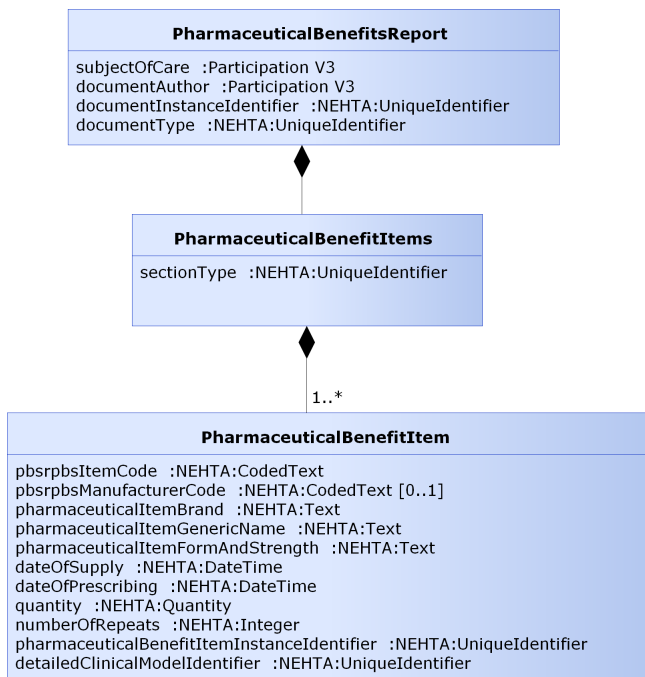 PharmaceuticalBenefitsReport
subjectOfCare :Participation V3
documentAuthor :Participation V3
documentInstanceIdentifier :NEHTA:UniqueIdentifier
documentType :NEHTA:UniqueIdentifier
PharmaceuticalBenefitItems
sectionType :NEHTA:UniqueIdentifier
1..*
PharmaceuticalBenefitItem
pbsrpbsItemCode :NEHTA:CodedText
pbsrpbsManufacturerCode :NEHTA:CodedText [0..1]
pharmaceuticalItemBrand :NEHTA:Text
pharmaceuticalItemGenericName :NEHTA:Text
pharmaceuticalItemFormAndStrength :NEHTA:Text
dateOfSupply :NEHTA:DateTime
dateOfPrescribing :NEHTA:DateTime
quantity :NEHTA:Quantity
numberOfRepeats :NEHTA:Integer
pharmaceuticalBenefitItemInstanceIdentifier :NEHTA:UniqueIdentifier
detailedClinicalModelIdentifier :NEHTA:UniqueIdentifier